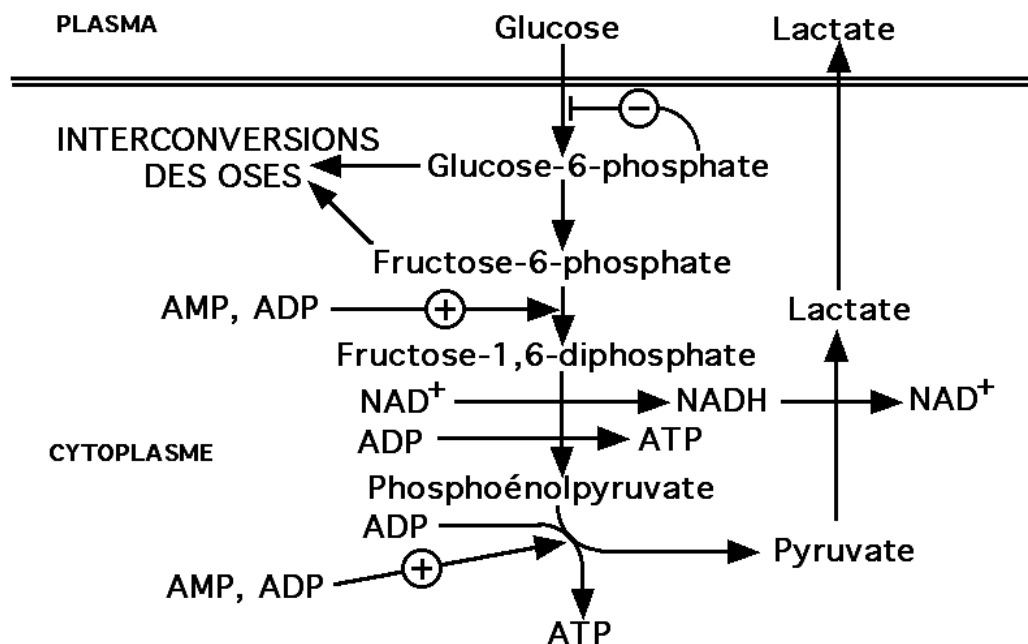 PLASMA
Glucose
Lactate
−
INTERCONVERSIONS
DES OSES
Glucose-6-phosphate
Fructose-6-phosphate
AMP, ADP
+
Lactate
Fructose-1,6-diphosphate
NAD+
NADH
NAD+
ADP
ATP
CYTOPLASME
Phosphoénolpyruvate
ADP
Pyruvate
+
AMP, ADP
ATP